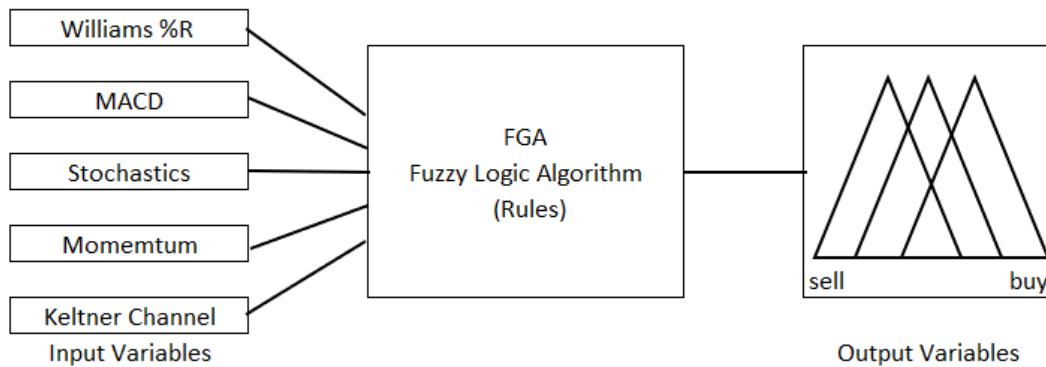 Williams %R
MACD
Stochastics
Momemtum
Keltner Channel
Input Variables
FGA
Fuzzy Logic Algorithm
(Rules)
sell buy
Output Variables